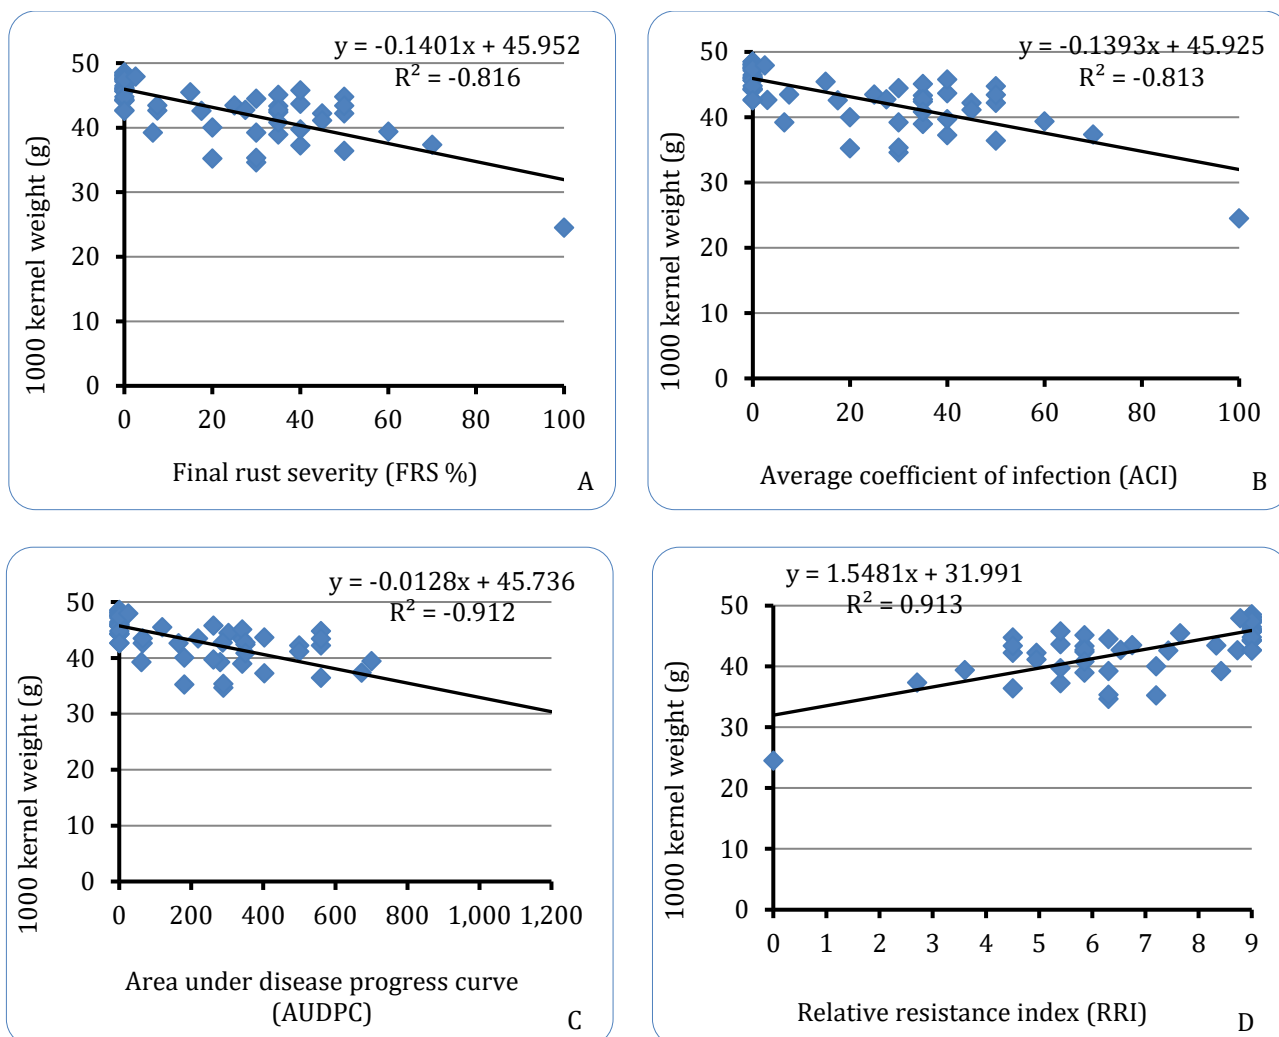 y = -0.1401x + 45.952
R² = -0.816
50
40
30
20
10
0
0 20 40 60 80 100
1000 kernel weight (g)
Final rust severity (FRS %)
A
y = -0.1393x + 45.925
R² = -0.813
50
40
30
20
10
0
0 20 40 60 80 100
1000 kernel weight (g)
Average coefficient of infection (ACI)
B
y = -0.0128x + 45.736
R² = -0.912
50
40
30
20
10
0
0 200 400 600 800 1,000 1,200
1000 kernel weight (g)
Area under disease progress curve
(AUDPC)
C
y = 1.5481x + 31.991
R² = 0.913
50
40
30
20
10
0
0 1 2 3 4 5 6 7 8 9
1000 kernel weight (g)
Relative resistance index (RRI)
D